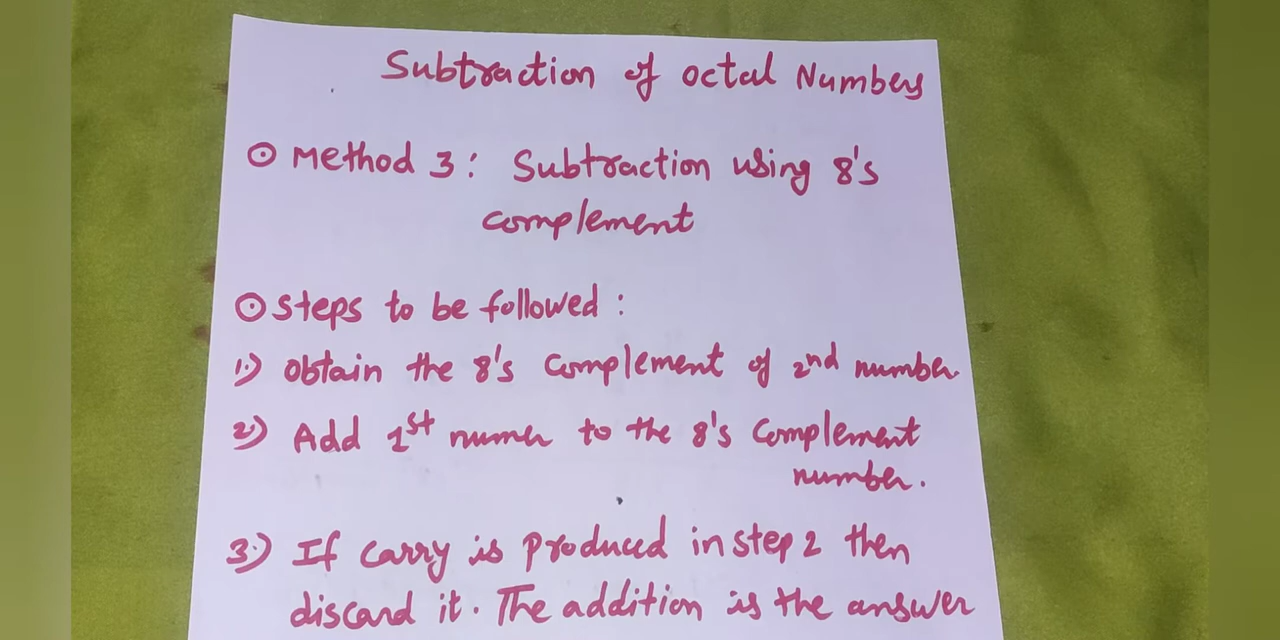 Subtraction of octal Numbers
⊙ Method 3: Subtraction using 8's
complement
⊙ Steps to be followed :
1.) Obtain the 8's complement of 2nd number
2.) Add 1st numer to the 8's complement
number.
3.) If carry is produced in step 2 then
discard it. The addition is the answer